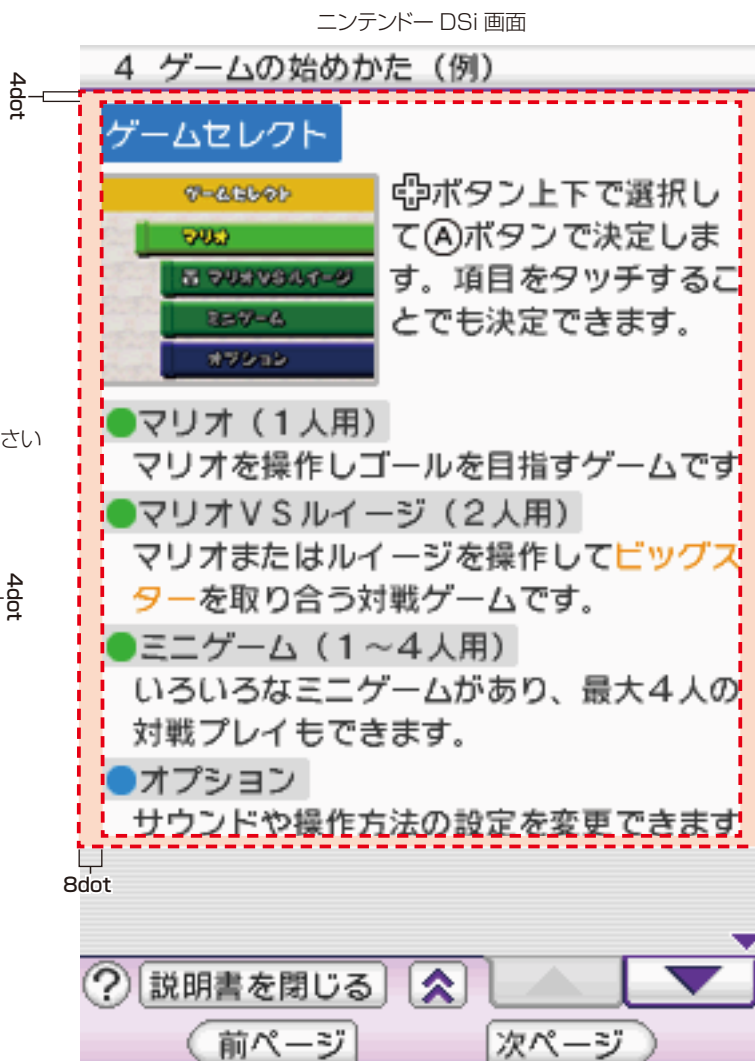 ニンテンドー DSi 画面
4 ゲームの始めかた（例）
4dot
ゲームセレクト
ゲームセレクト
マリオ
マリオVSルイージ
ミニゲーム
オプション
ボタン上下で選択し
てⒶボタンで決定しま
す。項目をタッチするこ
とでも決定できます。
さい
●マリオ（1人用）
マリオを操作しゴールを目指すゲームです
●マリオＶＳルイージ（2人用）
マリオまたはルイージを操作してビッグス
ターを取り合う対戦ゲームです。
4dot
●ミニゲーム（1～4人用）
いろいろなミニゲームがあり、最大4人の
対戦プレイもできます。
●オプション
サウンドや操作方法の設定を変更できます
8dot
? 説明書を閉じる
前ページ 次ページ